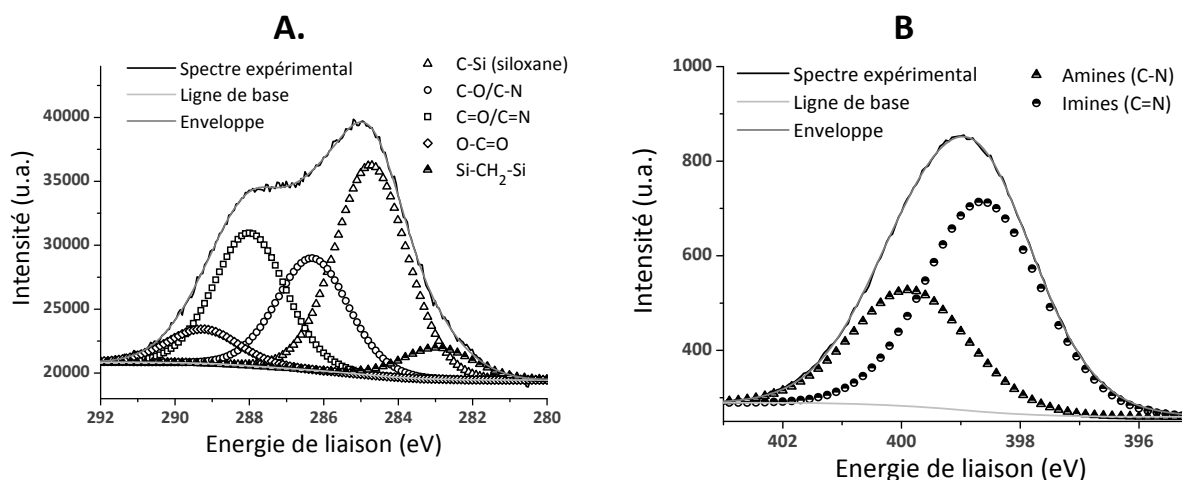 A.
Spectre expérimental
Ligne de base
Enveloppe
C-Si (siloxane)
C-O/C-N
C=O/C=N
O-C=O
Si-CH₂-Si
Intensité (u.a.)
40000
35000
30000
25000
20000
292 290 288 286 284 282 280
Energie de liaison (eV)
B
Spectre expérimental
Ligne de base
Enveloppe
Amines (C-N)
Imines (C=N)
Intensité (u.a.)
1000
800
600
400
402 400 398 396
Energie de liaison (eV)